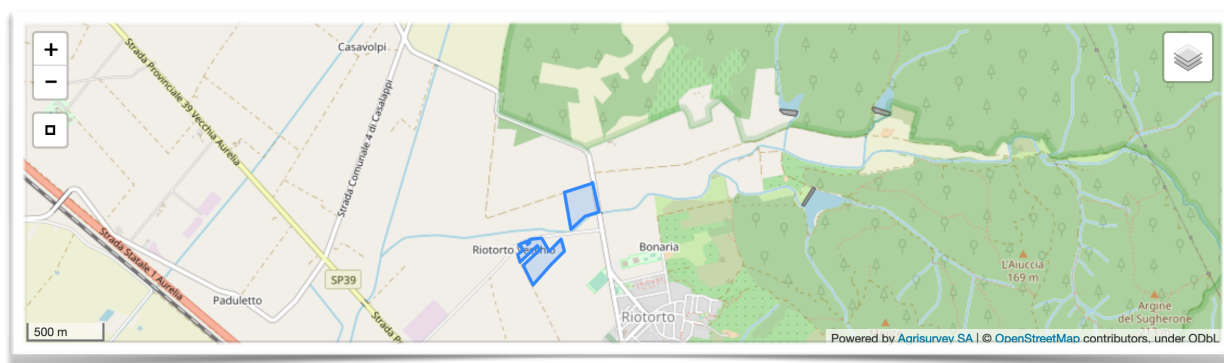 +
Casavolpi
−
Strada Provinciale 39 Vecchia Aurelia
Strada Comunale 4 di Casalappi
Strada Statale 1 Aurelia
Riotorto
Bonaria
L'Aiuccia
169 m
SP39
Paduletto
Riotorto
Argine
del Sugherone
Strada
500 m
Powered by Agrisurvey SA | © OpenStreetMap contributors, under ODbL